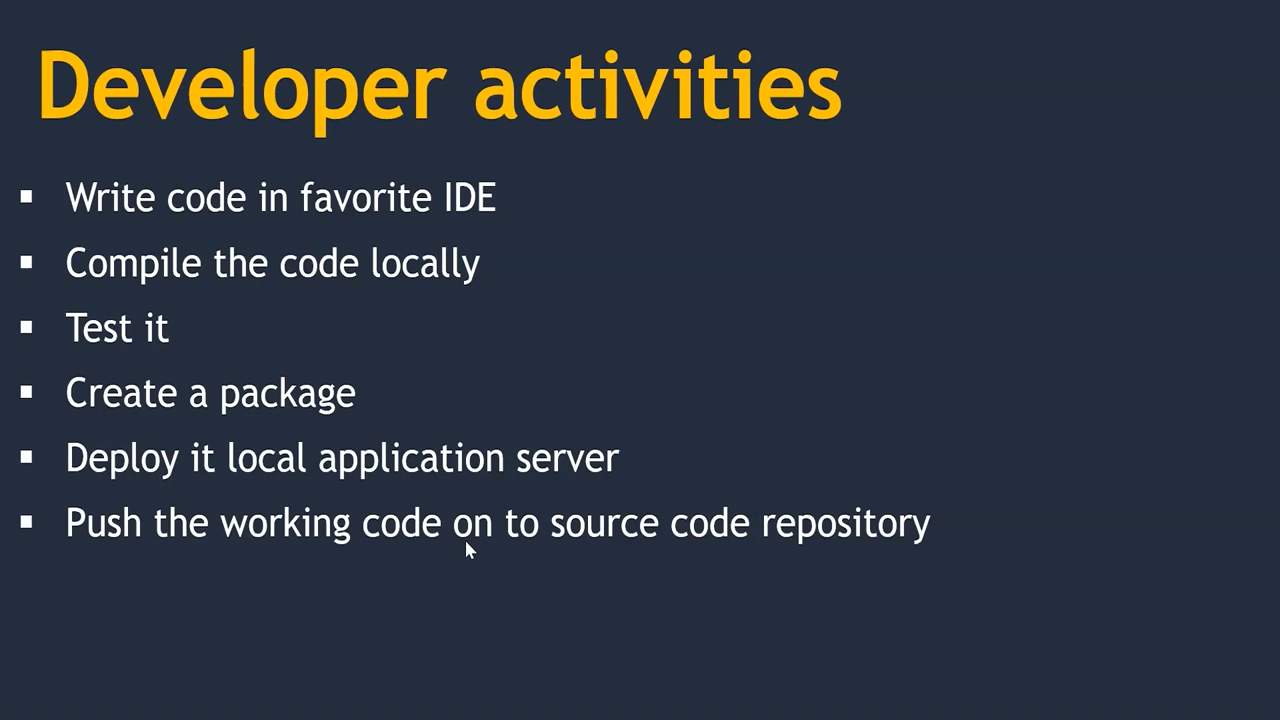 Developer activities
Write code in favorite IDE
Compile the code locally
Test it
Create a package
Deploy it local application server
Push the working code on to source code repository